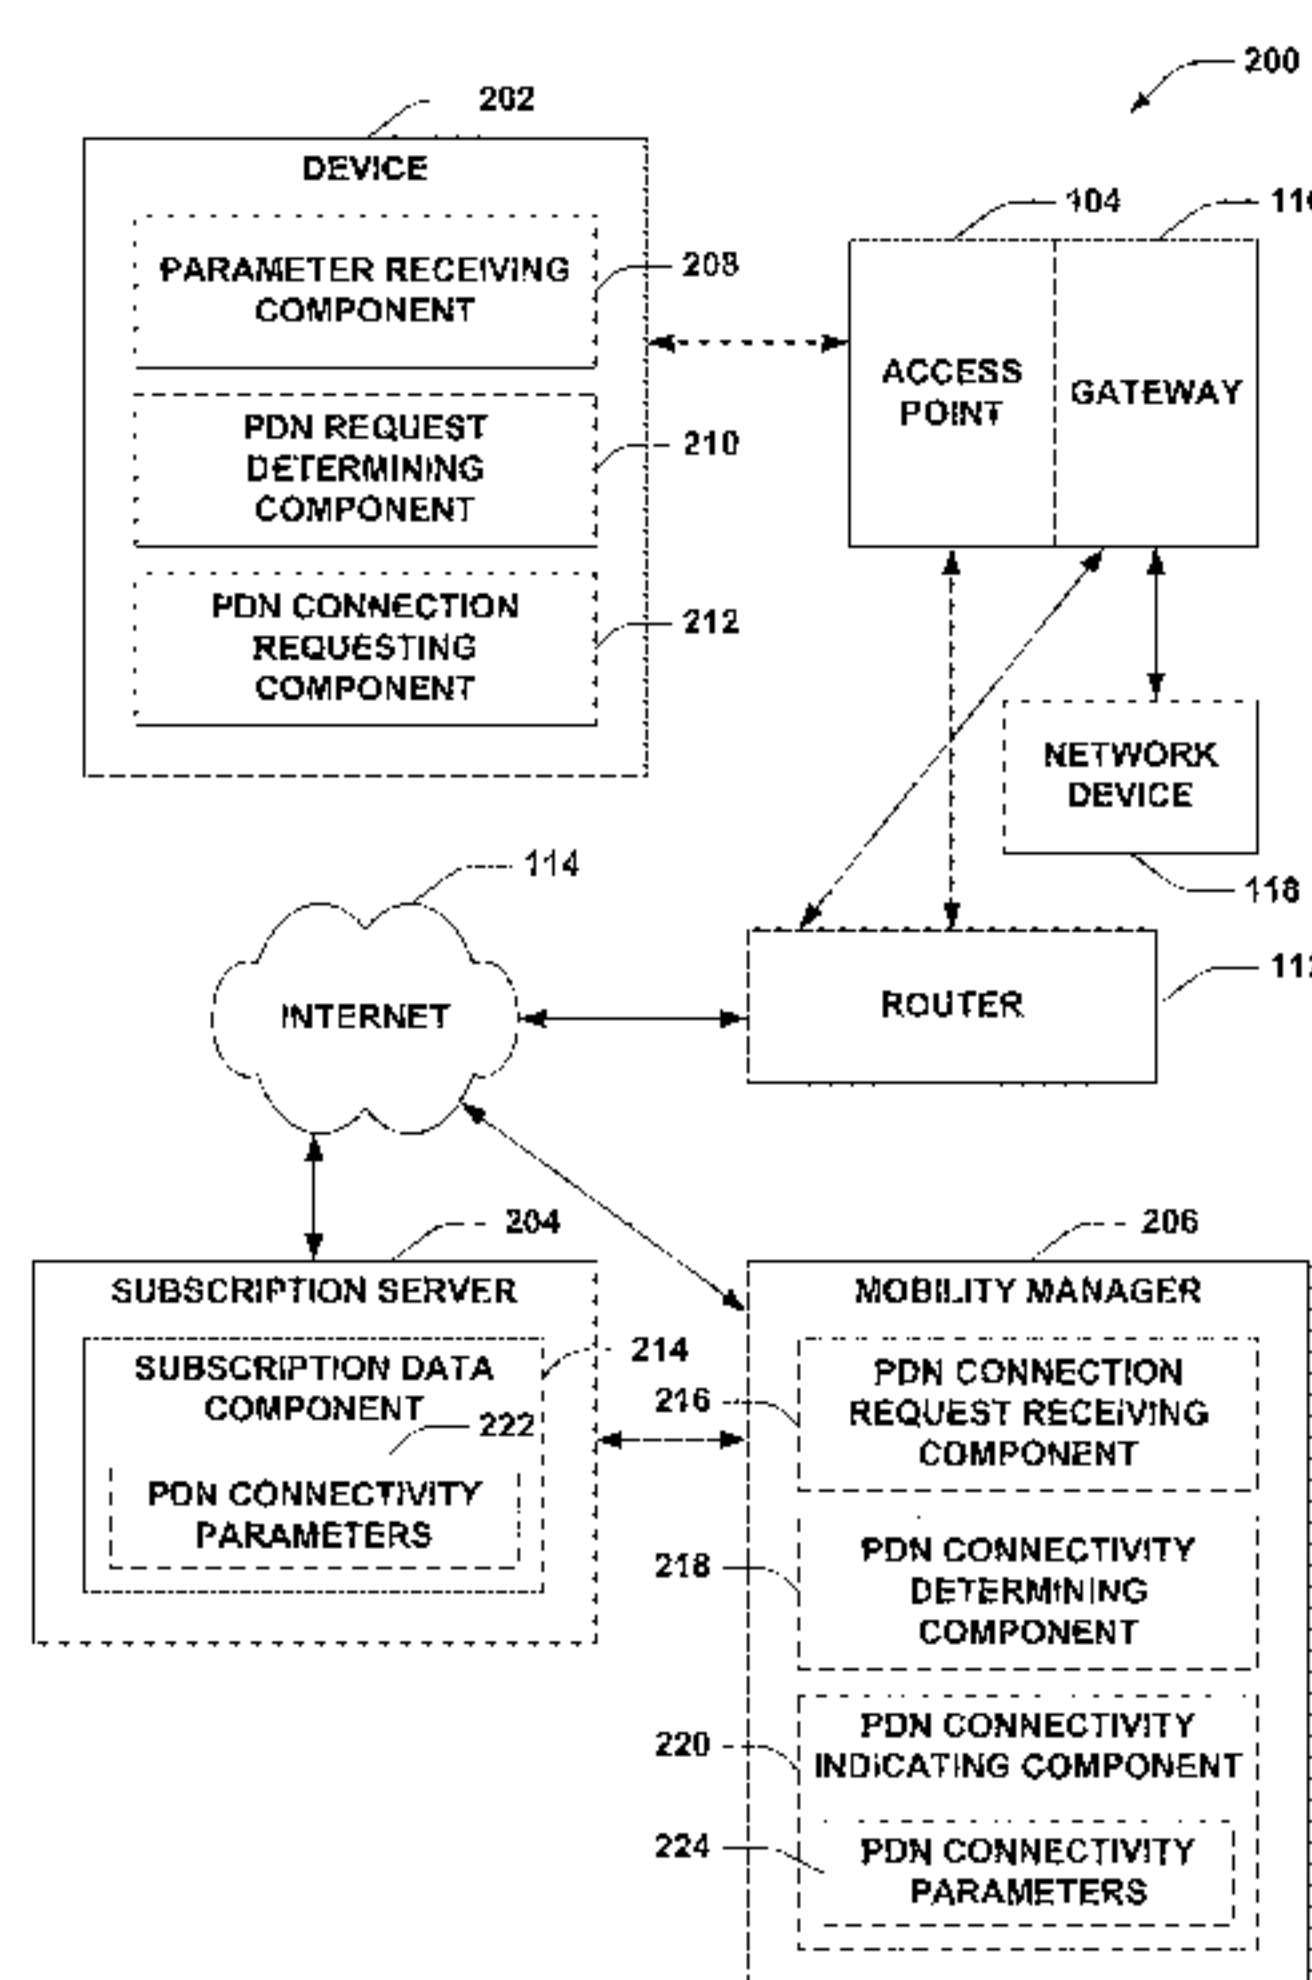 200
202
DEVICE
104
PARAMETER RECEIVING
COMPONENT
208
ACCESS
POINT
GATEWAY
PDN REQUEST
DETERMINING
COMPONENT
210
PDN CONNECTION
REQUESTING
COMPONENT
212
NETWORK
DEVICE
118
114
INTERNET
ROUTER
204
SUBSCRIPTION SERVER
SUBSCRIPTION DATA
COMPONENT
214
222
PDN CONNECTIVITY
PARAMETERS
206
MOBILITY MANAGER
216
PDN CONNECTION
REQUEST RECEIVING
COMPONENT
218
PDN CONNECTIVITY
DETERMINING
COMPONENT
220
PDN CONNECTIVITY
INDICATING COMPONENT
224
PDN CONNECTIVITY
PARAMETERS